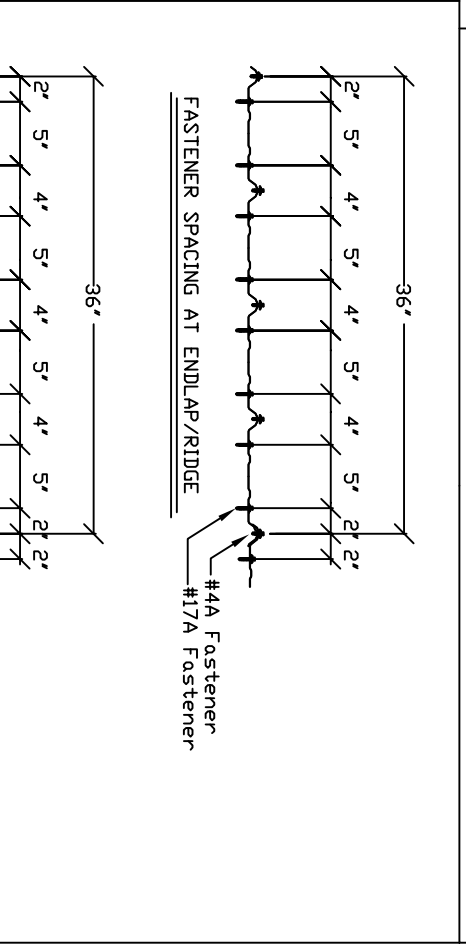 36"
2" 5" 4" 5" 4" 5" 4" 5" 2" 2"
#4A Fastener
#17A Fastener
FASTENER SPACING AT ENDLAP/RIDGE
36"
2" 5" 4" 5" 4" 5" 4" 5" 2" 2"